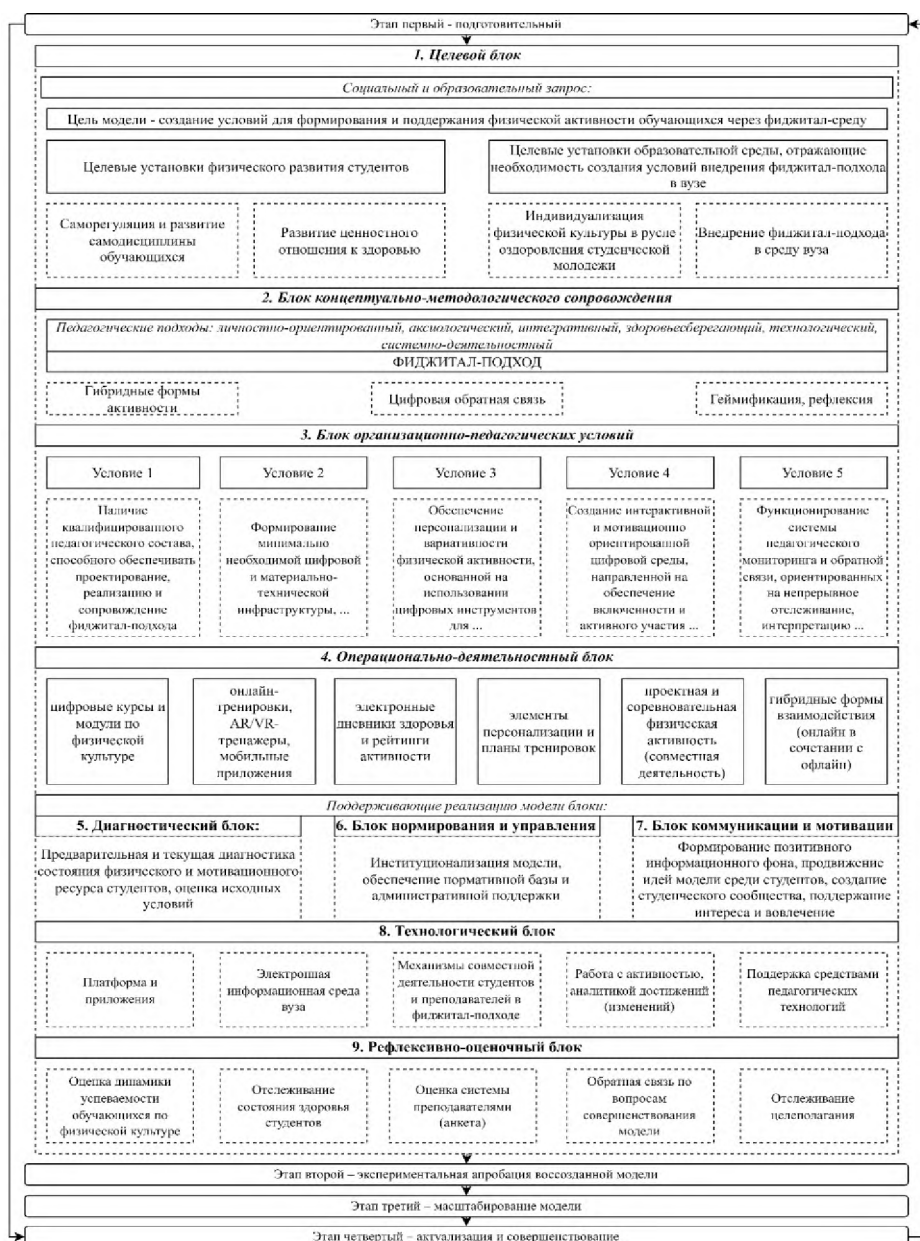 Этап первый - подготовительный
1. Целевой блок
Социальный и образовательный запрос:
Цель модели - создание условий для формирования и поддержания физической активности обучающихся через фиджитал-среду
Целевые установки физического развития студентов
Целевые установки образовательной среды, отражающие
необходимость создания условий внедрения фиджитал-подхода
в вузе
Саморегуляция и развитие
самодисциплины
обучающихся
Развитие ценностного
отношения к здоровью
Индивидуализация
физической культуры в русле
оздоровления студенческой
молодежи
Внедрение фиджитал-подхода
в среду вуза
2. Блок концептуально-методологического сопровождения
Педагогические подходы: личностно-ориентированный, аксиологический, интегративный, здоровьесберегающий, технологический,
системно-деятельностный
ФИДЖИТАЛ-ПОДХОД
Гибридные формы
активности
Цифровая обратная связь
Геймификация, рефлексия
3. Блок организационно-педагогических условий
Условие 1
Условие 2
Условие 3
Условие 4
Условие 5
Наличие
квалифицированного
педагогического состава,
способного обеспечивать
проектирование,
реализацию и
сопровождение
фиджитал-подхода
Формирование
минимально
необходимой цифровой
и материально-
технической
инфраструктуры, ...
Обеспечение
персонализации и
вариативности
физической активности,
основанной на
использовании
цифровых инструментов
для ...
Создание интерактивной
и мотивационно
ориентированной
цифровой среды,
направленной на
обеспечение
включенности и
активного участия ...
Функционирование
системы
педагогического
мониторинга и обратной
связи, ориентированных
на непрерывное
отслеживание,
интерпретацию ...
4. Операционально-деятельностный блок
цифровые курсы и
модули по
физической
культуре
онлайн-
тренировки,
AR/VR-
тренажеры,
мобильные
приложения
электронные
дневники здоровья
и рейтинги
активности
элементы
персонализации и
планы тренировок
проектная и
соревновательная
физическая
активность
(совместная
деятельность)
гибридные формы
взаимодействия
(онлайн в
сочетании с
офлайн)
Поддерживающие реализацию модели блоки:
5. Диагностический блок:
Предварительная и текущая диагностика
состояния физического и мотивационного
ресурса студентов, оценка исходных
условий
6. Блок нормирования и управления
Институционализация модели,
обеспечение нормативной базы и
административной поддержки
7. Блок коммуникации и мотивации
Формирование позитивного
информационного фона, продвижение
идей модели среди студентов, создание
студенческого сообщества, поддержание
интереса и вовлечение
8. Технологический блок
Платформа и
приложения
Электронная
информационная среда
вуза
Механизмы совместной
деятельности студентов
и преподавателей в
фиджитал-подходе
Работа с активностью,
аналитикой достижений
(изменений)
Поддержка средствами
педагогических
технологий
9. Рефлексивно-оценочный блок
Оценка динамики
успеваемости
обучающихся по
физической культуре
Отслеживание
состояния здоровья
студентов
Оценка системы
преподавателями
(анкета)
Обратная связь по
вопросам
совершенствования
модели
Отслеживание
целеполагания
Этап второй – экспериментальная апробация воссозданной модели
Этап третий – масштабирование модели
Этап четвертый – актуализация и совершенствование